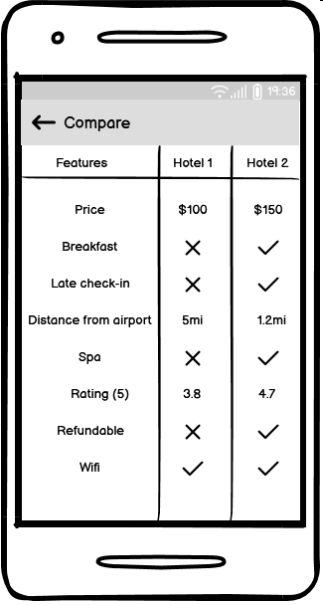 19:36
Compare
Features Hotel 1 Hotel 2
Price $100 $150
Breakfast
Late check-in
Distance from airport 5mi 1.2mi
Spa
Rating (5) 3.8 4.7
Refundable
Wifi